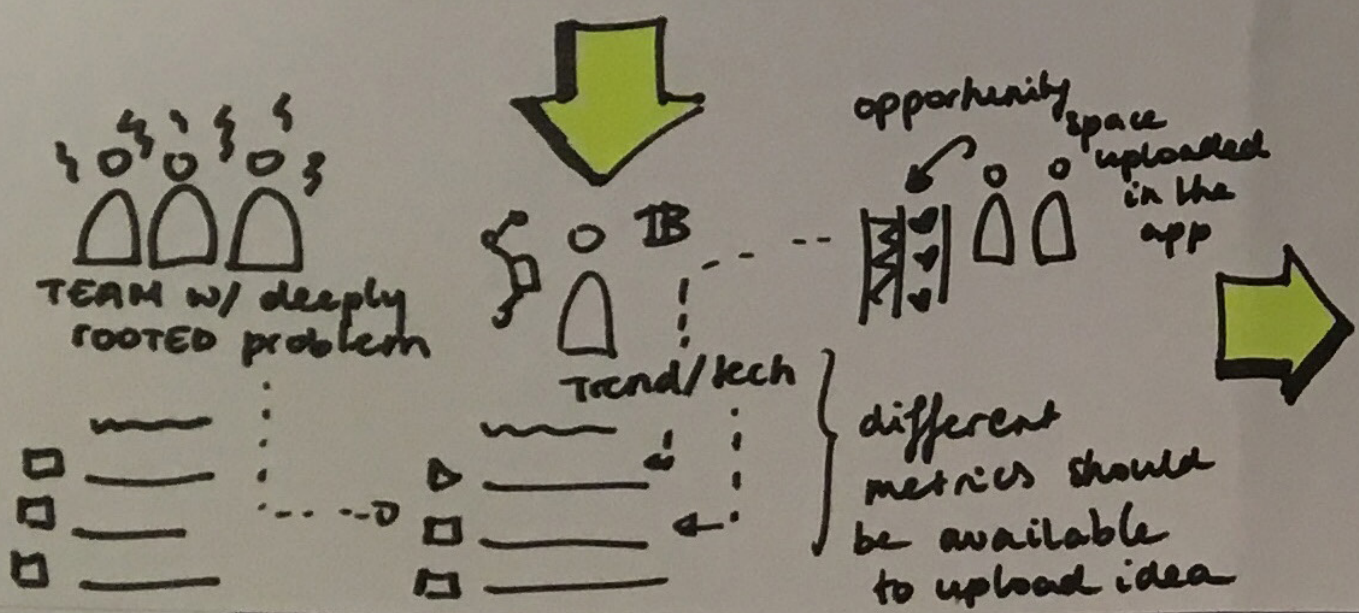 TEAM w/ deeply
ROOTED problem
IB
Trend/tech
opportunity
space
uploaded
in the
app
different
metrics should
be available
to upload idea